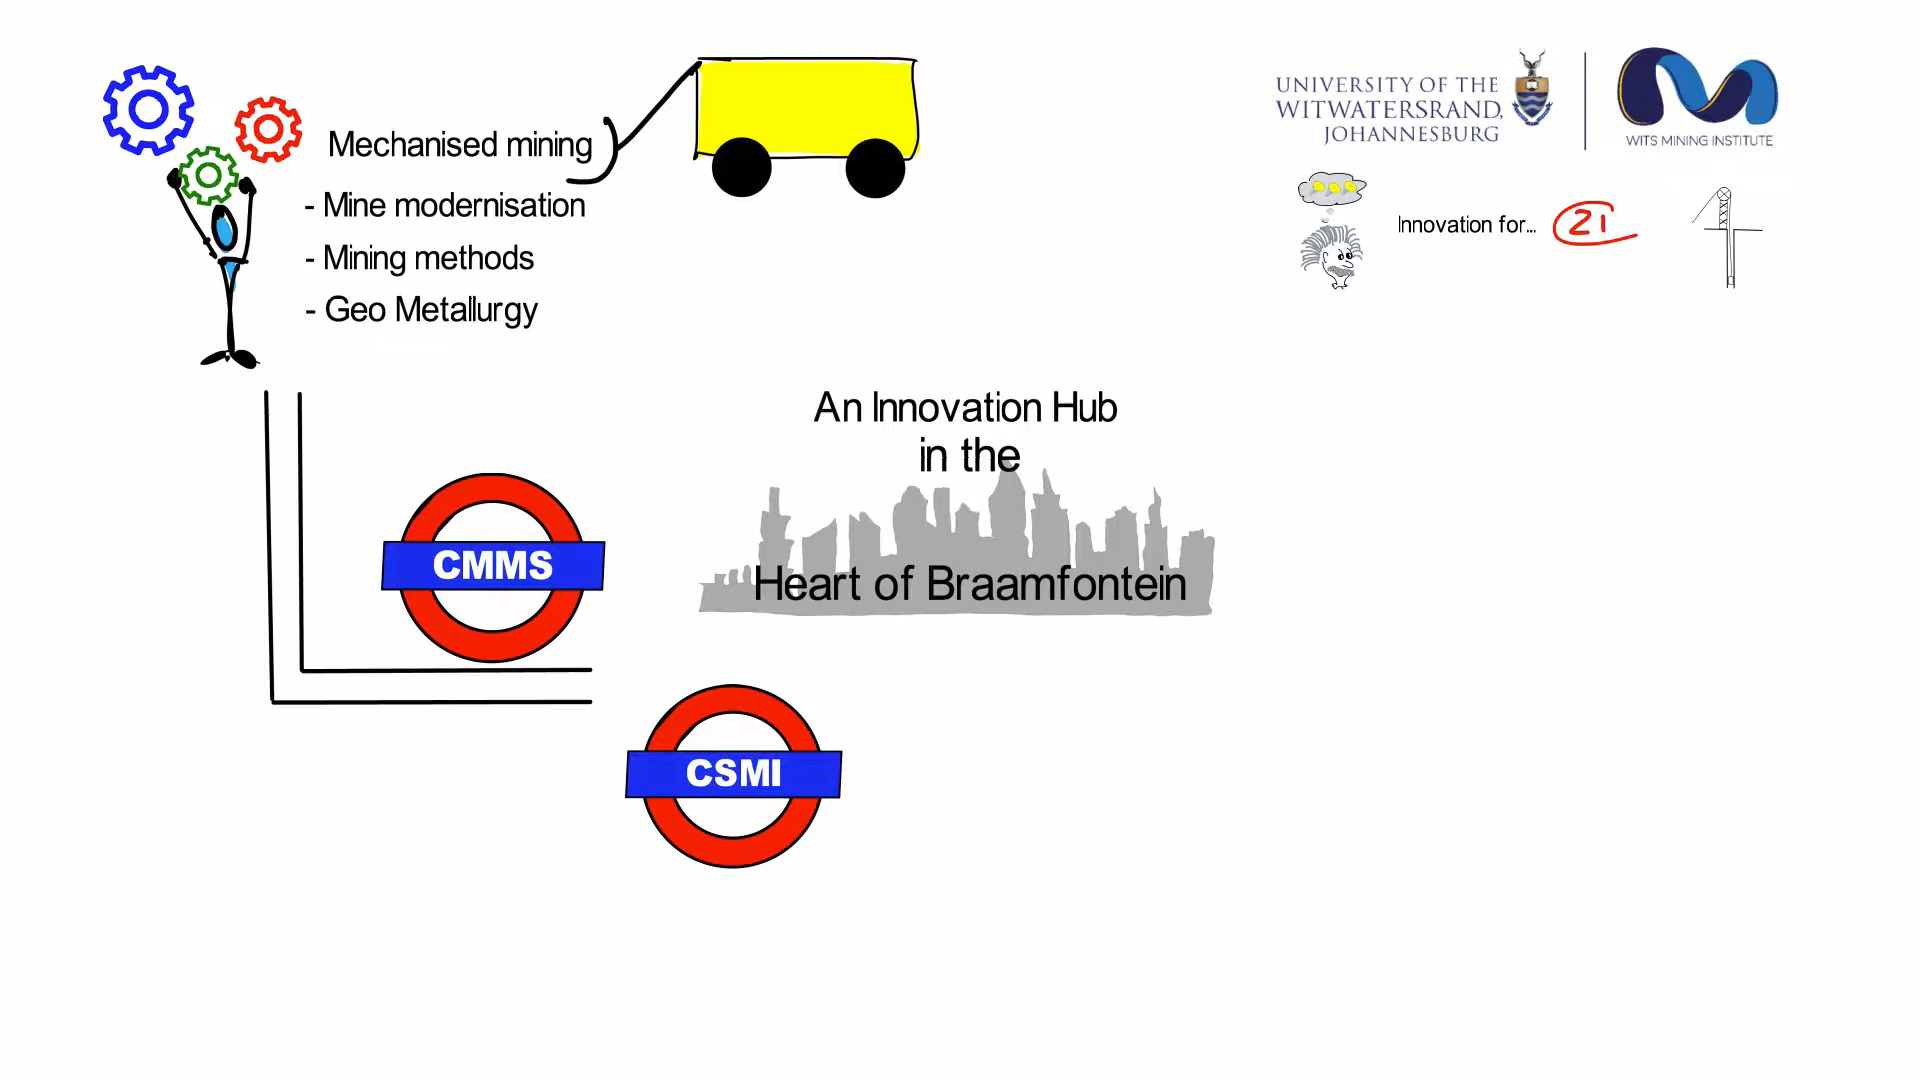 Mechanised mining
- Mine modernisation
- Mining methods
- Geo Metallurgy
UNIVERSITY OF THE
WITWATERSRAND,
JOHANNESBURG
WITS MINING INSTITUTE
Innovation for... 21
An Innovation Hub
in the
Heart of Braamfontein
CMMS
CSMI